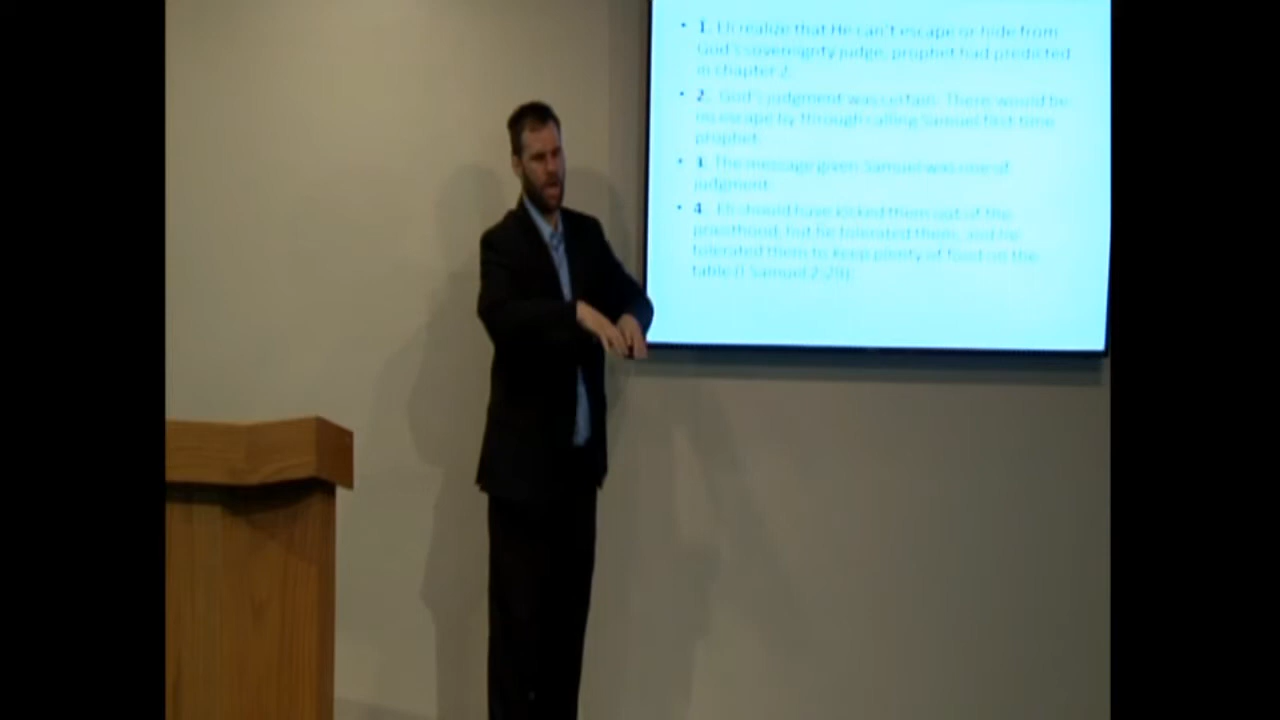 • 1. Eli realize that He can't escape or hide from
God's sovereignty judge, prophet had predicted
in chapter 2.
• 2. God's judgment was certain. There would be
no escape by through calling Samuel first time
prophet.
• 3. The message given Samuel was one of
judgment.
• 4. Eli should have kicked them out of the
priesthood, but he tolerated them, and he
tolerated them to keep plenty of food on the
table (I Samuel 2:29)